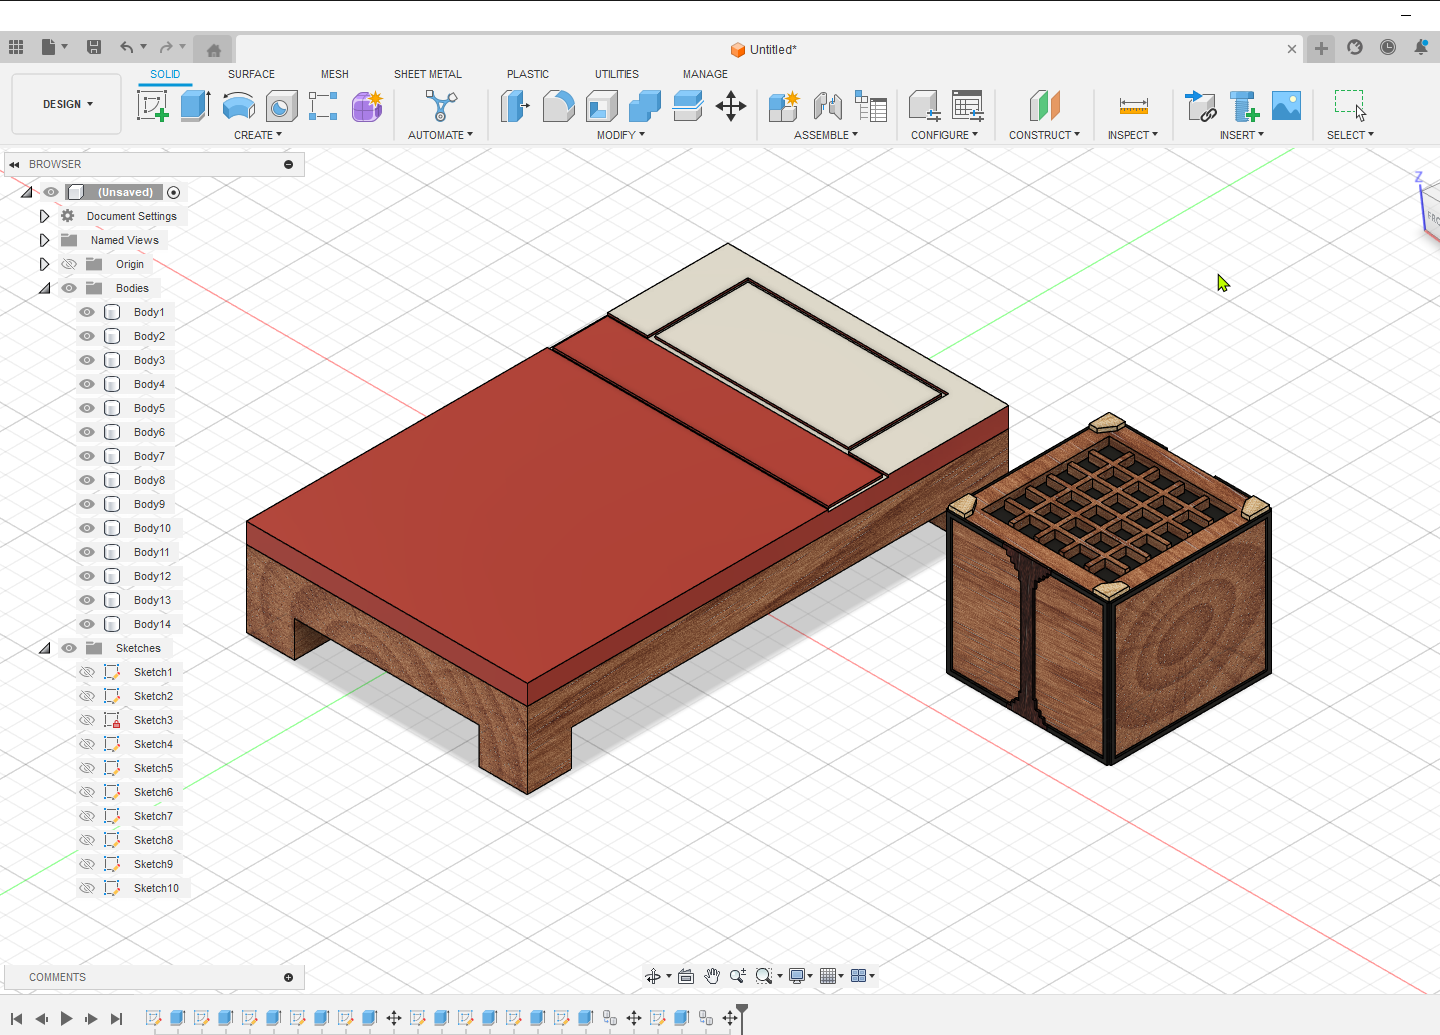 Untitled*
SOLID SURFACE MESH SHEET METAL PLASTIC UTILITIES MANAGE
DESIGN
CREATE AUTOMATE MODIFY ASSEMBLE CONFIGURE CONSTRUCT INSPECT INSERT SELECT
BROWSER
(Unsaved)
Document Settings
Named Views
Origin
Bodies
Body1
Body2
Body3
Body4
Body5
Body6
Body7
Body8
Body9
Body10
Body11
Body12
Body13
Body14
Sketches
Sketch1
Sketch2
Sketch3
Sketch4
Sketch5
Sketch6
Sketch7
Sketch8
Sketch9
Sketch10
Z
COMMENTS